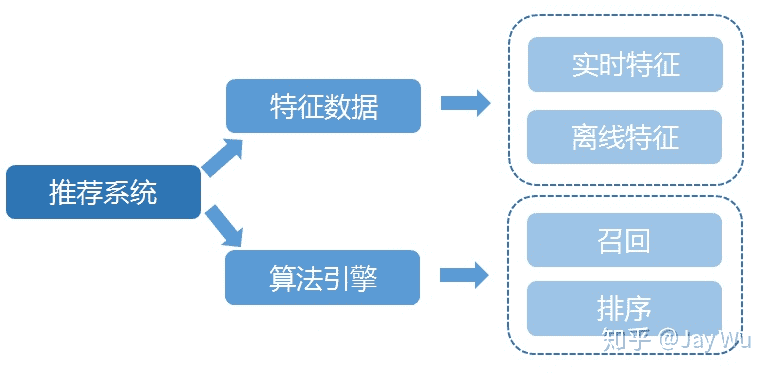 推荐系统
特征数据
实时特征
离线特征
算法引擎
召回
排序
知乎 @Jay Wu